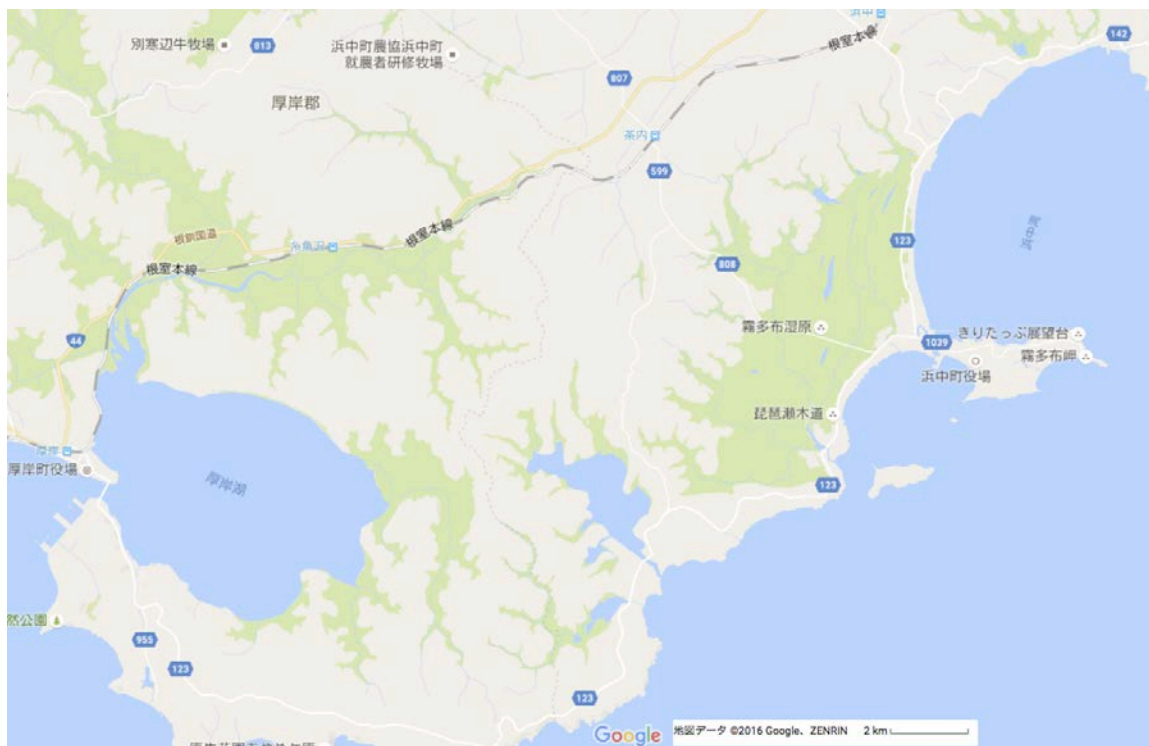 浜中
142
別寒辺牛牧場
813
浜中町農協浜中町
就農者研修牧場
根室本線
807
厚岸郡
茶内
599
123
根室本線
根釧国道
糸魚沢
808
根室本線
霧多布湿原
きりたっぷ展望台
44
1039
霧多布岬
浜中町役場
琵琶瀬木道
厚岸
厚岸町役場
厚岸湖
123
然公園
955
123
123
Google
地図データ ©2016 Google、ZENRIN 2 km